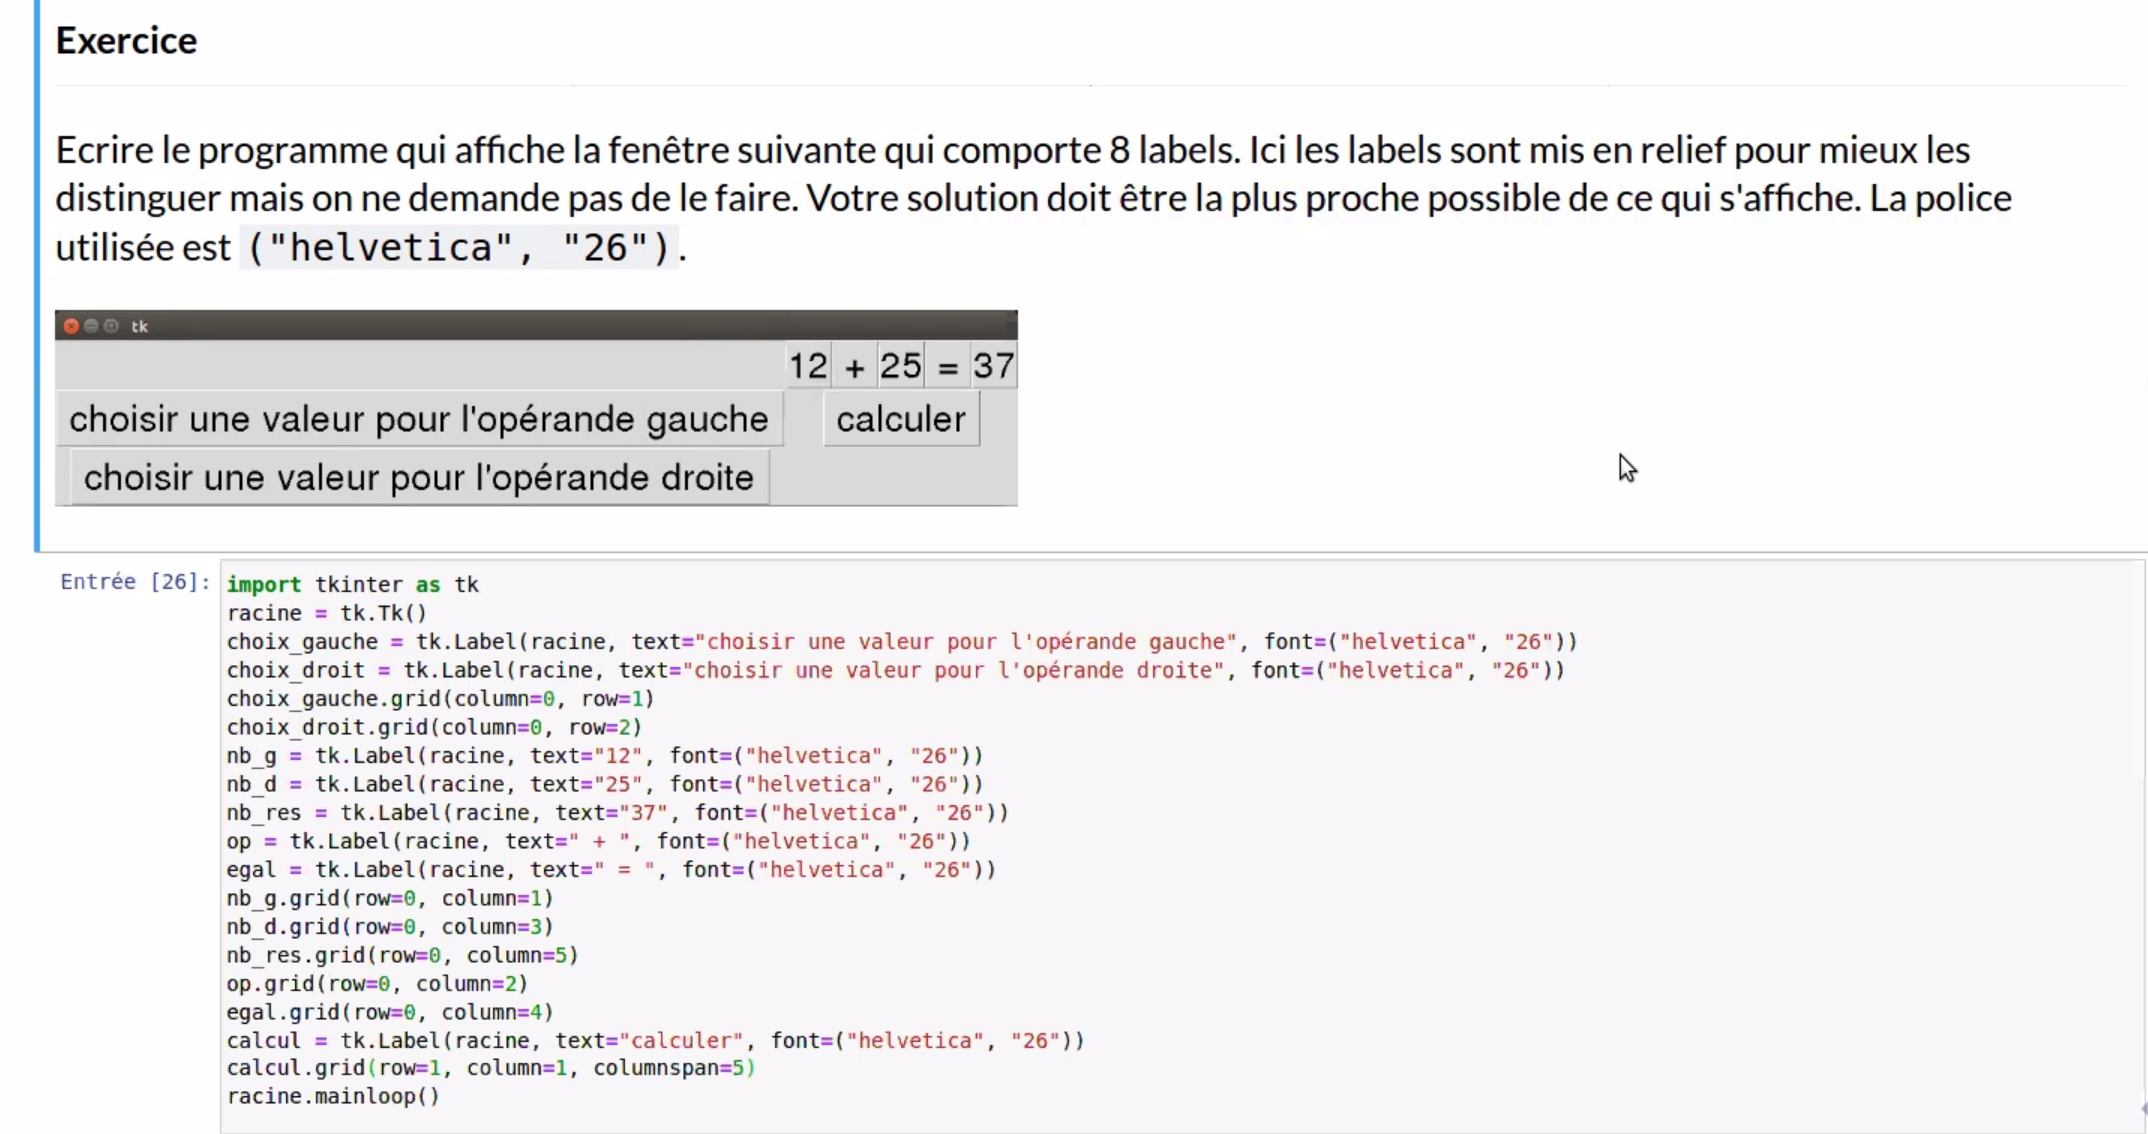 Exercice
Ecrire le programme qui affiche la fenêtre suivante qui comporte 8 labels. Ici les labels sont mis en relief pour mieux les
distinguer mais on ne demande pas de le faire. Votre solution doit être la plus proche possible de ce qui s'affiche. La police
utilisée est ("helvetica", "26").
tk
12 + 25 = 37
choisir une valeur pour l'opérande gauche calculer
choisir une valeur pour l'opérande droite
Entrée [26]:
import tkinter as tk
racine = tk.Tk()
choix_gauche = tk.Label(racine, text="choisir une valeur pour l'opérande gauche", font=("helvetica", "26"))
choix_droit = tk.Label(racine, text="choisir une valeur pour l'opérande droite", font=("helvetica", "26"))
choix_gauche.grid(column=0, row=1)
choix_droit.grid(column=0, row=2)
nb_g = tk.Label(racine, text="12", font=("helvetica", "26"))
nb_d = tk.Label(racine, text="25", font=("helvetica", "26"))
nb_res = tk.Label(racine, text="37", font=("helvetica", "26"))
op = tk.Label(racine, text=" + ", font=("helvetica", "26"))
egal = tk.Label(racine, text=" = ", font=("helvetica", "26"))
nb_g.grid(row=0, column=1)
nb_d.grid(row=0, column=3)
nb_res.grid(row=0, column=5)
op.grid(row=0, column=2)
egal.grid(row=0, column=4)
calcul = tk.Label(racine, text="calculer", font=("helvetica", "26"))
calcul.grid(row=1, column=1, columnspan=5)
racine.mainloop()